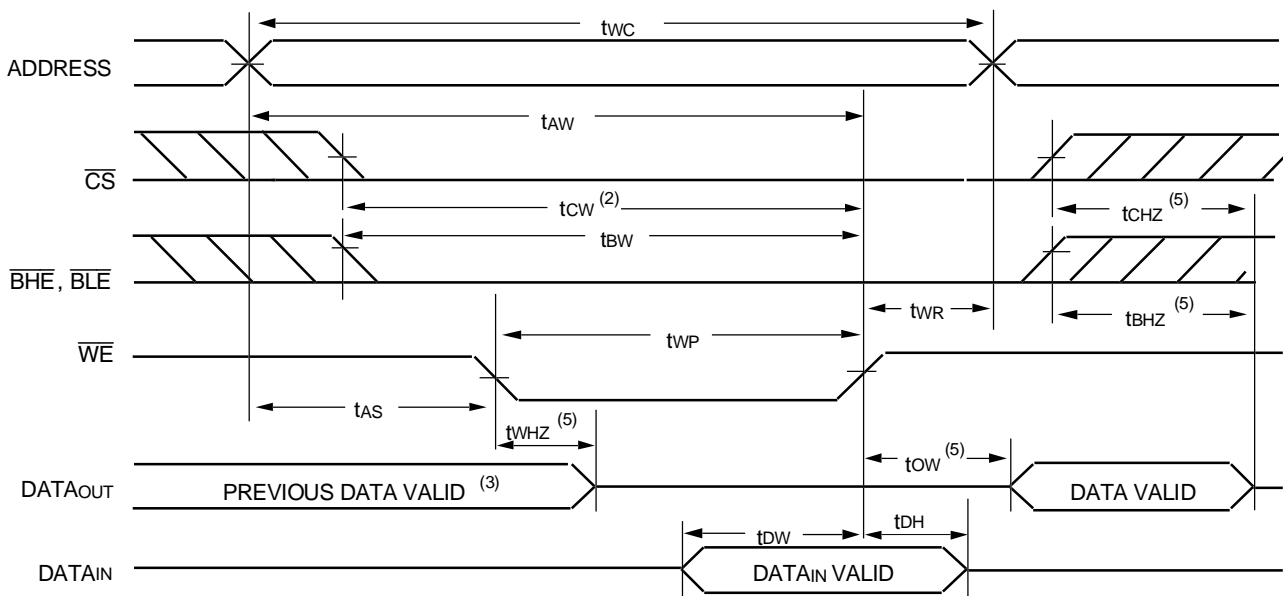 tWC
ADDRESS
tAW
CS
tCW (2)
tCHZ (5)
tBW
BHE, BLE
tWR
tBHZ (5)
tWP
WE
tAS
tWHZ (5)
tOW (5)
DATAOUT
PREVIOUS DATA VALID (3)
DATA VALID
tDW
tDH
DATAIN
DATAIN VALID